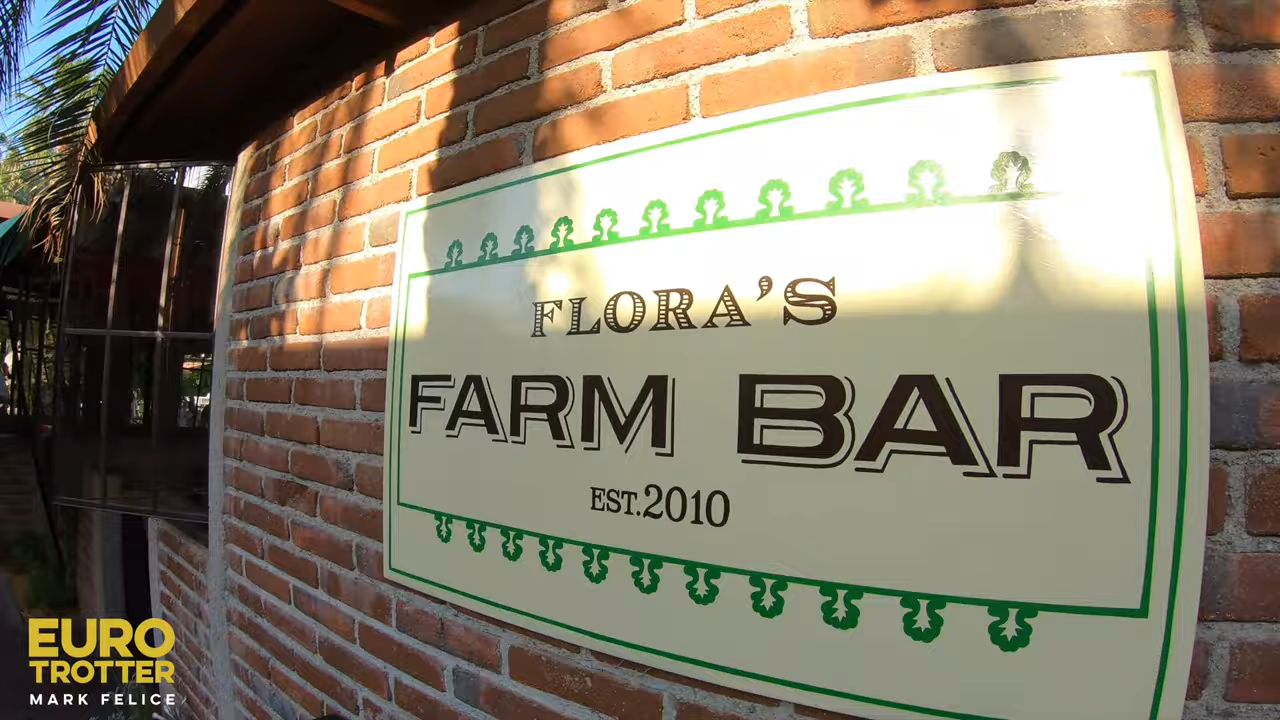 FLORA'S
FARM BAR
EST. 2010
EURO
TROTTER
MARK FELICE